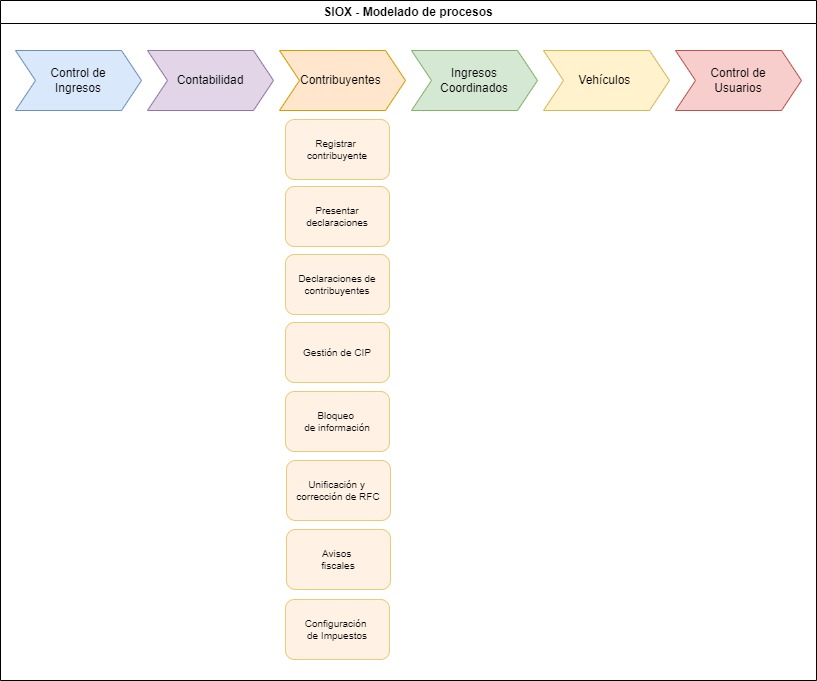 SIOX - Modelado de procesos
Control de
Ingresos
Contabilidad
Contribuyentes
Ingresos
Coordinados
Vehículos
Control de
Usuarios
Registrar
contribuyente
Presentar
declaraciones
Declaraciones de
contribuyentes
Gestión de CIP
Bloqueo
de información
Unificación y
corrección de RFC
Avisos
fiscales
Configuración
de Impuestos